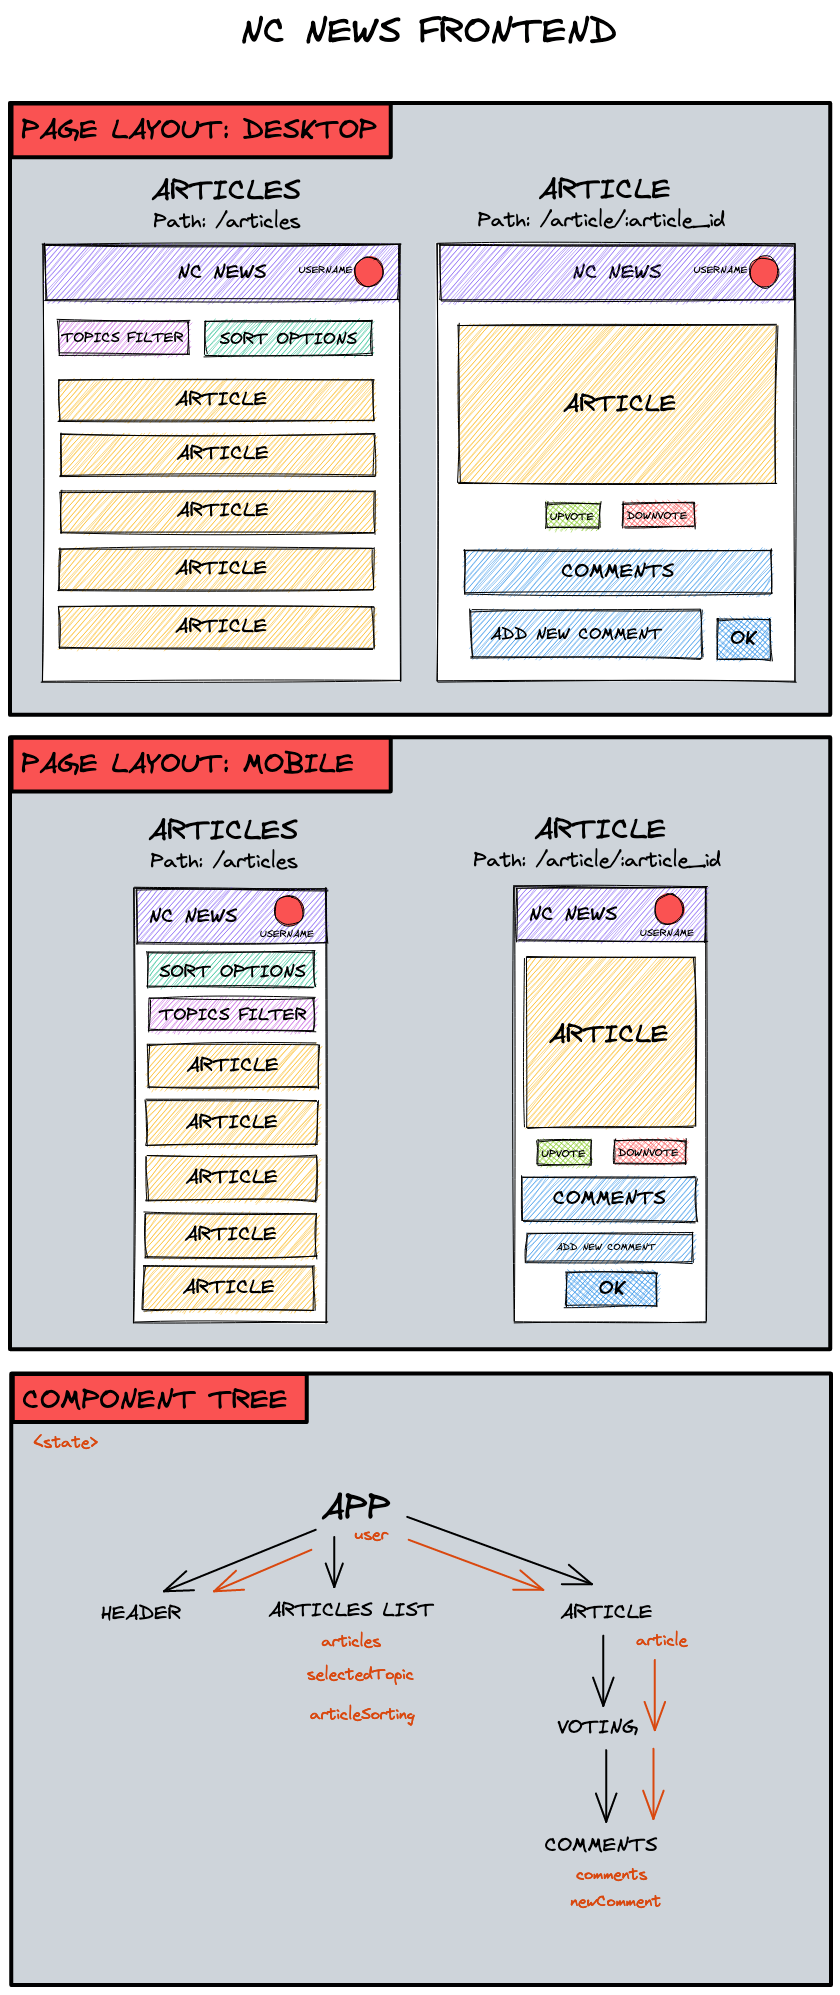 NC NEWS FRONTEND
PAGE LAYOUT: DESKTOP
ARTICLES
Path: /articles
NC NEWS
USERNAME
TOPICS FILTER
SORT OPTIONS
ARTICLE
ARTICLE
ARTICLE
ARTICLE
ARTICLE
ARTICLE
Path: /article/:article_id
NC NEWS
USERNAME
ARTICLE
UPVOTE
DOWNVOTE
COMMENTS
ADD NEW COMMENT
OK
PAGE LAYOUT: MOBILE
ARTICLES
Path: /articles
NC NEWS
USERNAME
SORT OPTIONS
TOPICS FILTER
ARTICLE
ARTICLE
ARTICLE
ARTICLE
ARTICLE
ARTICLE
Path: /article/:article_id
NC NEWS
USERNAME
ARTICLE
UPVOTE
DOWNVOTE
COMMENTS
ADD NEW COMMENT
OK
COMPONENT TREE
<state>
APP
user
HEADER
ARTICLES LIST
articles
selectedTopic
articleSorting
ARTICLE
article
VOTING
COMMENTS
comments
newComment